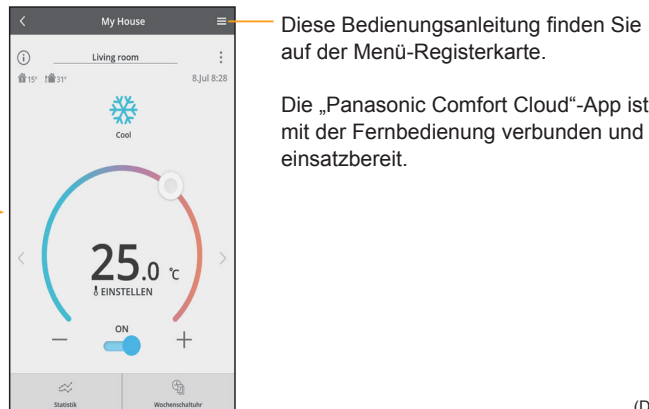 My House
Living room
15° 31° 8.Jul 8:28
Cool
25.0 °C
EINSTELLEN
ON
Statistik Wochenschaltuhr
Diese Bedienungsanleitung finden Sie
auf der Menü-Registerkarte.
Die „Panasonic Comfort Cloud“-App ist
mit der Fernbedienung verbunden und
einsatzbereit.
(D